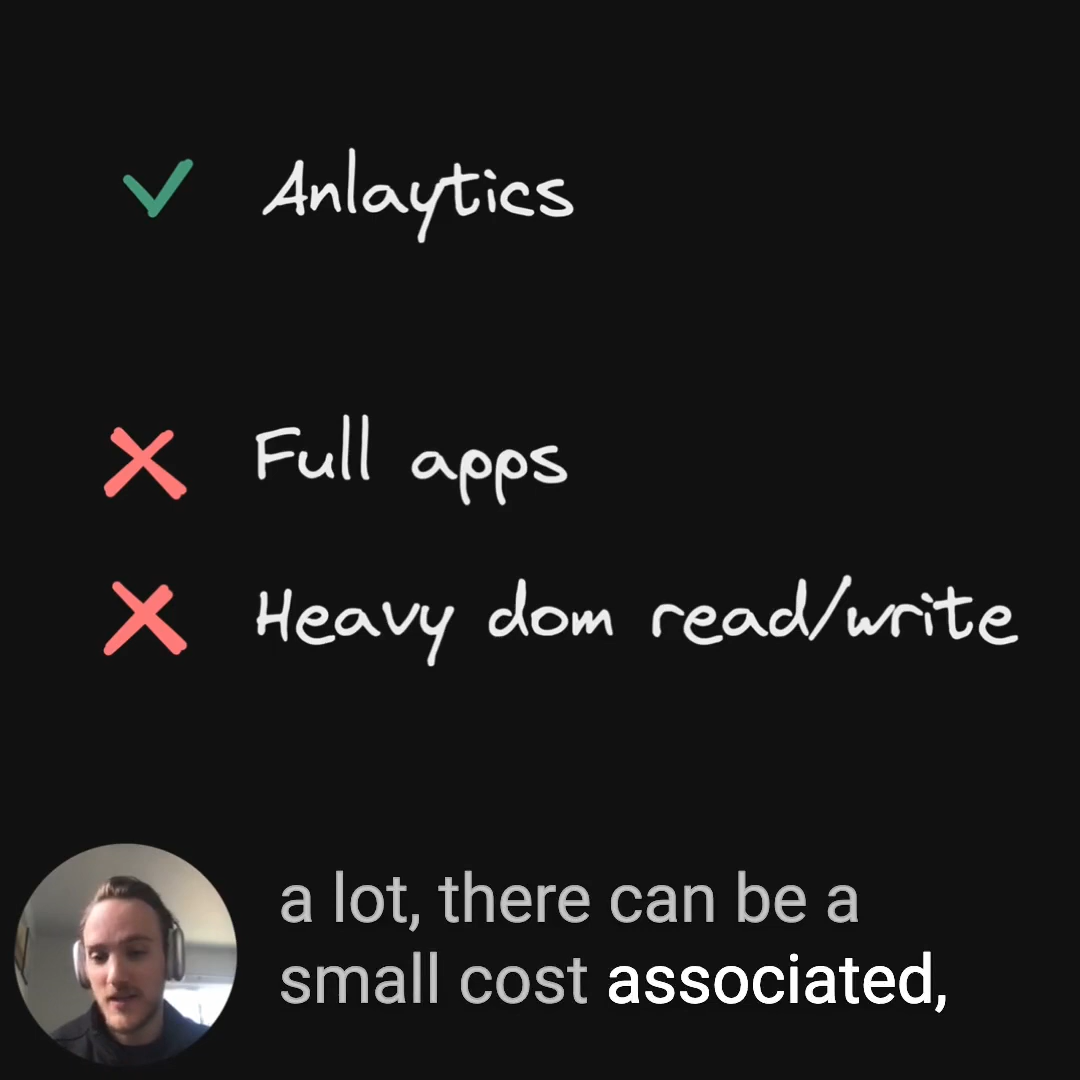 Anlaytics
Full apps
Heavy dom read/write
a lot, there can be a
small cost associated,